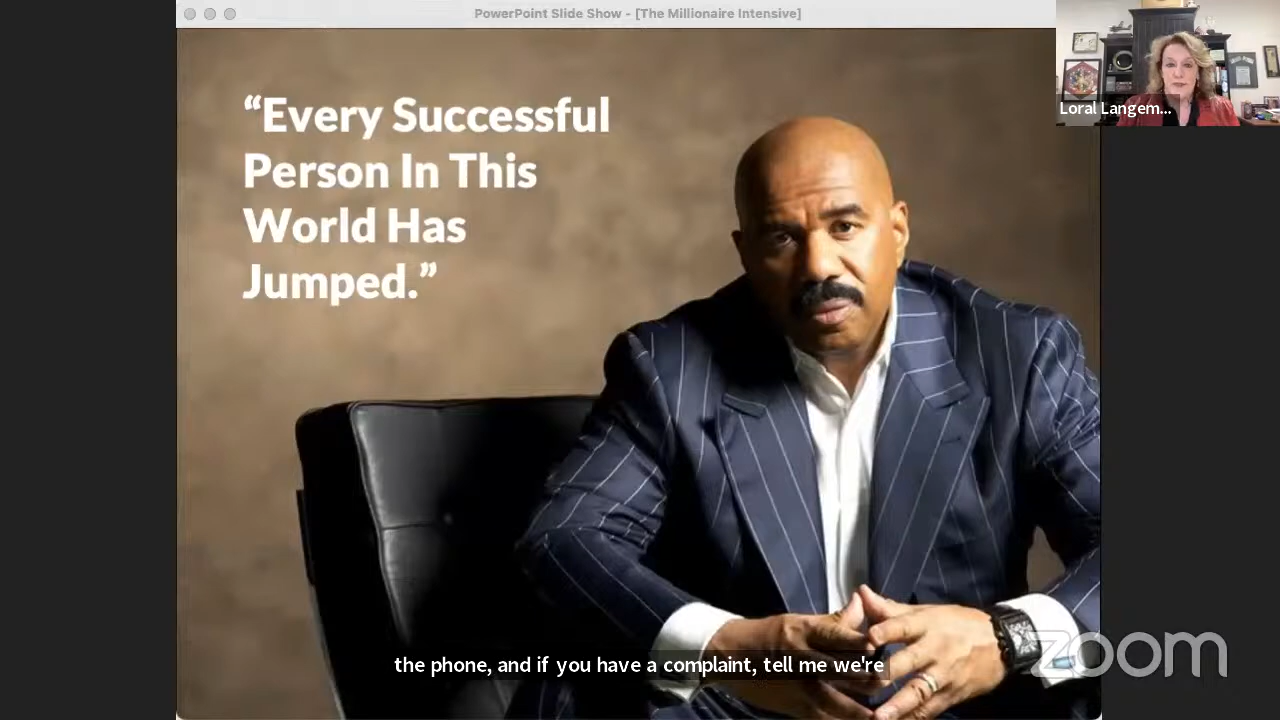 PowerPoint Slide Show - [The Millionaire Intensive]
Loral Langem...
“Every Successful
Person In This
World Has
Jumped.”
the phone, and if you have a complaint, tell me we're
zoom